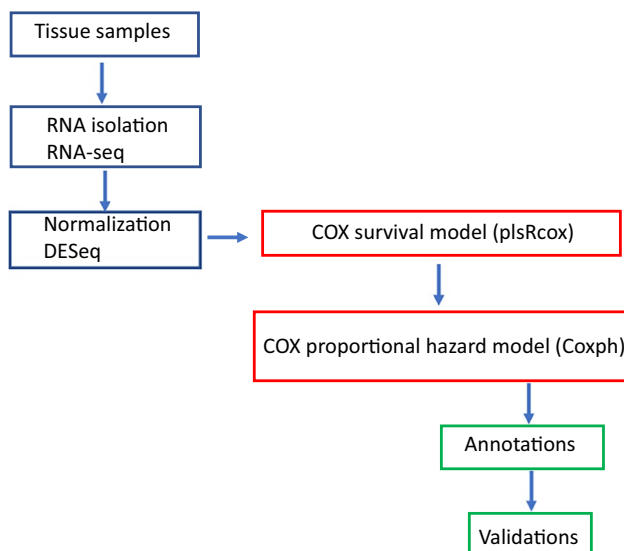 Tissue samples
RNA isolation
RNA-seq
Normalization
DESeq
COX survival model (plsRcox)
COX proportional hazard model (Coxph)
Annotations
Validations